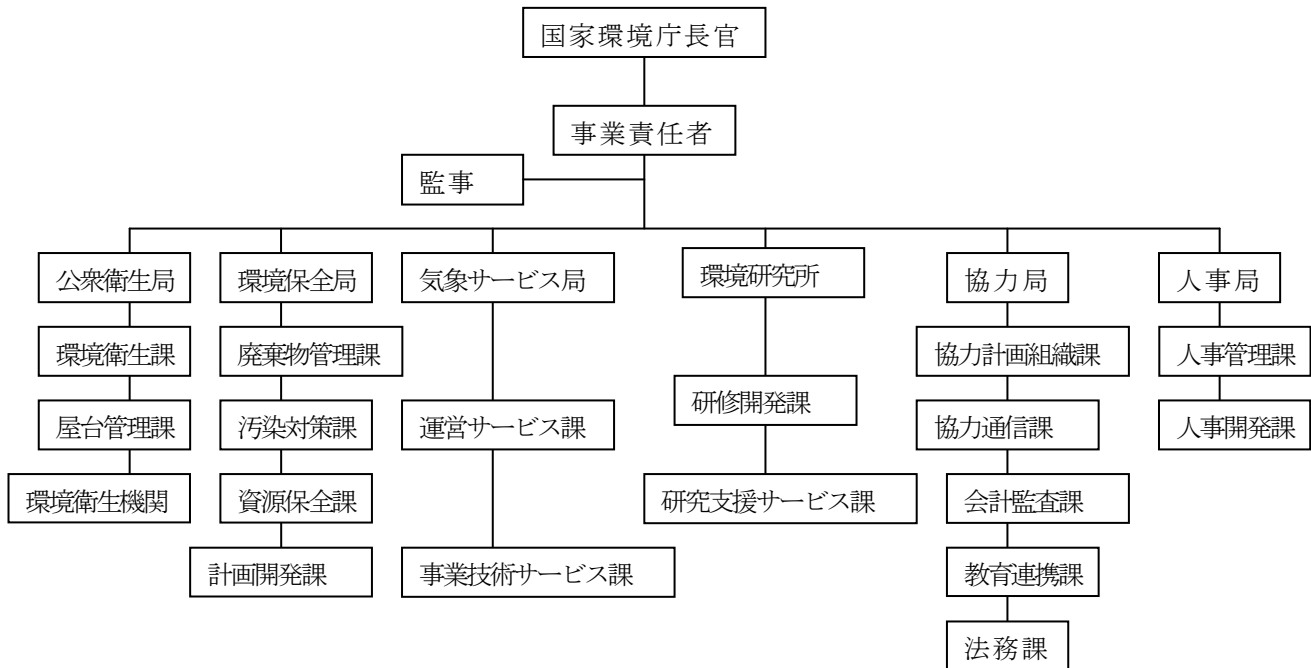 国家環境庁長官
事業責任者
監事
公衆衛生局
環境保全局
気象サービス局
環境研究所
協力局
人事局
環境衛生課
廃棄物管理課
協力計画組織課
人事管理課
屋台管理課
汚染対策課
運営サービス課
研修開発課
協力通信課
人事開発課
環境衛生機関
資源保全課
研究支援サービス課
会計監査課
計画開発課
事業技術サービス課
教育連携課
法務課